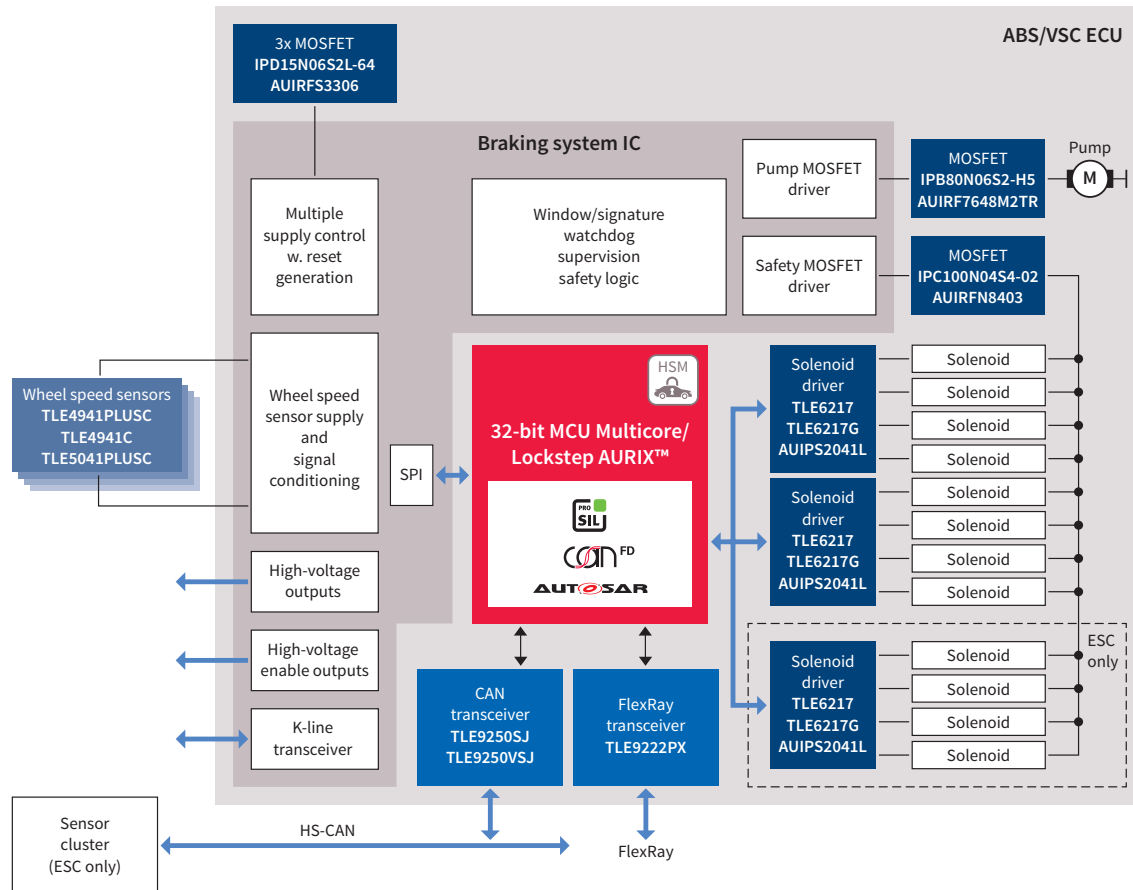 ABS/VSC ECU
3x MOSFET
IPD15N06S2L-64
AUIRFS3306
Braking system IC
Multiple
supply control
w. reset
generation
Window/signature
watchdog
supervision
safety logic
Pump MOSFET
driver
MOSFET
IPB80N06S2-H5
AUIRF7648M2TR
Pump
M
Safety MOSFET
driver
MOSFET
IPC100N04S4-02
AUIRFN8403
Wheel speed sensors
TLE4941PLUSC
TLE4941C
TLE5041PLUSC
Wheel speed
sensor supply
and
signal
conditioning
SPI
HSM
32-bit MCU Multicore/
Lockstep AURIX™
PRO
SIL
CAN FD
AUTOSAR
Solenoid
driver
TLE6217
TLE6217G
AUIPS2041L
Solenoid
Solenoid
Solenoid
Solenoid
Solenoid
driver
TLE6217
TLE6217G
AUIPS2041L
Solenoid
Solenoid
Solenoid
Solenoid
ESC
only
Solenoid
driver
TLE6217
TLE6217G
AUIPS2041L
Solenoid
Solenoid
Solenoid
Solenoid
High-voltage
outputs
High-voltage
enable outputs
K-line
transceiver
CAN
transceiver
TLE9250SJ
TLE9250VSJ
FlexRay
transceiver
TLE9222PX
Sensor
cluster
(ESC only)
HS-CAN
FlexRay